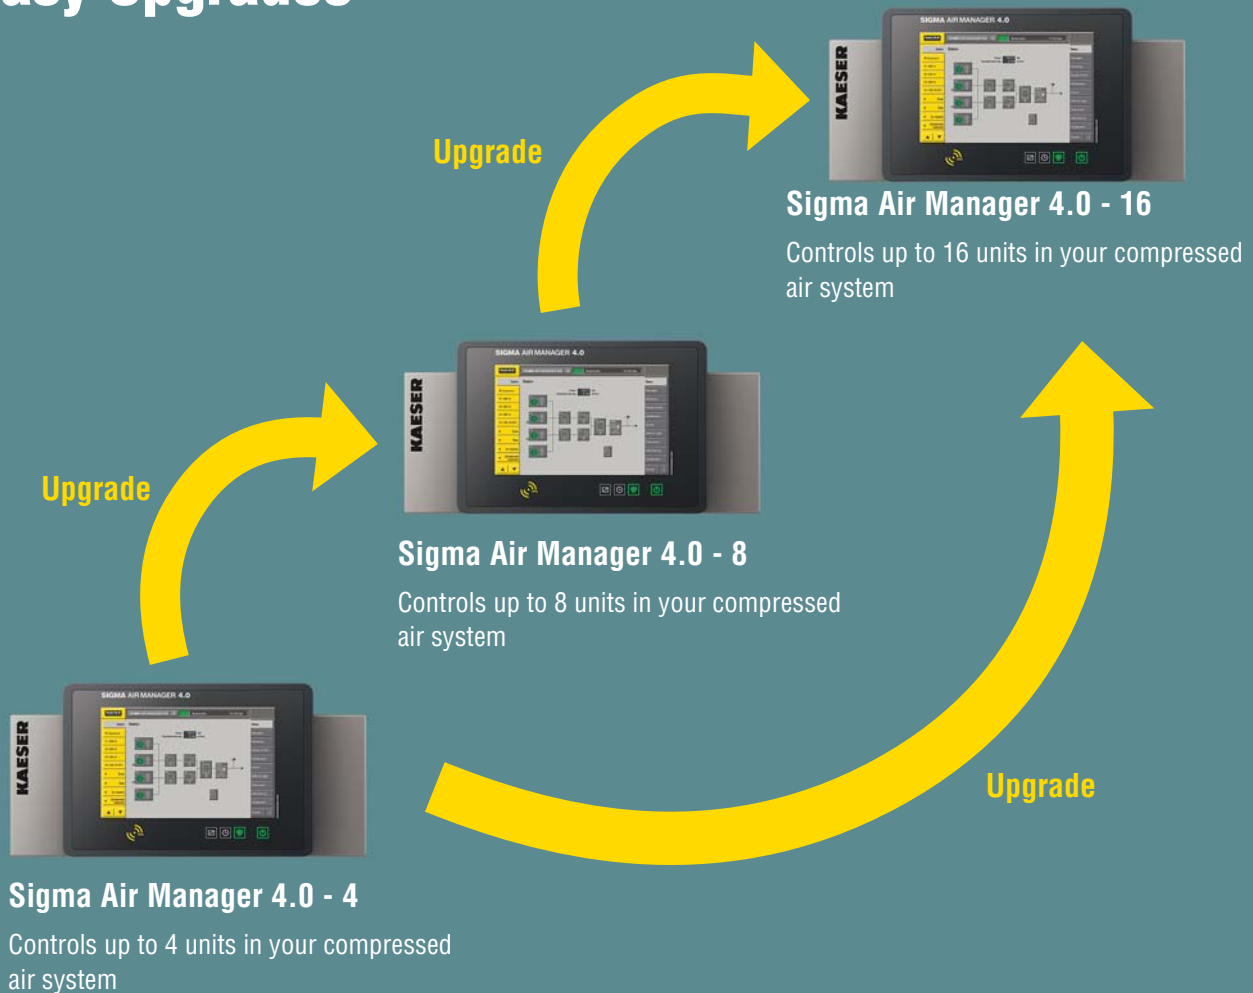 Easy Upgrades
SIGMA AIR MANAGER 4.0
KAESER
Upgrade
Sigma Air Manager 4.0 - 16
Controls up to 16 units in your compressed
air system
SIGMA AIR MANAGER 4.0
KAESER
Upgrade
Sigma Air Manager 4.0 - 8
Controls up to 8 units in your compressed
air system
SIGMA AIR MANAGER 4.0
KAESER
Upgrade
Sigma Air Manager 4.0 - 4
Controls up to 4 units in your compressed
air system